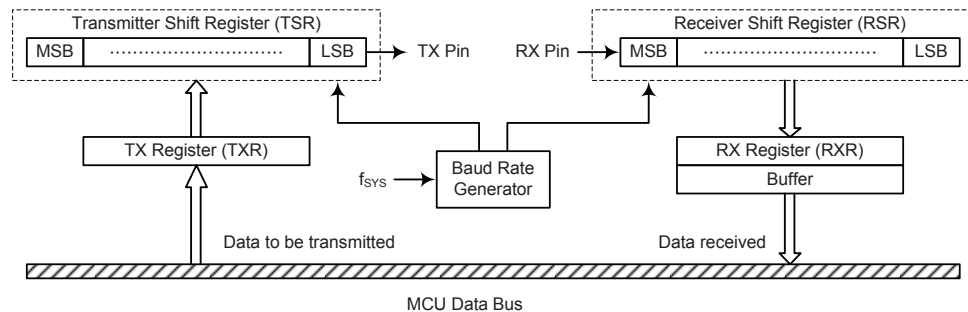 Transmitter Shift Register (TSR)
MSB ………………………… LSB
TX Pin
RX Pin
Receiver Shift Register (RSR)
MSB ………………………… LSB
TX Register (TXR)
RX Register (RXR)
Buffer
fSYS
Baud Rate
Generator
Data to be transmitted
Data received
MCU Data Bus